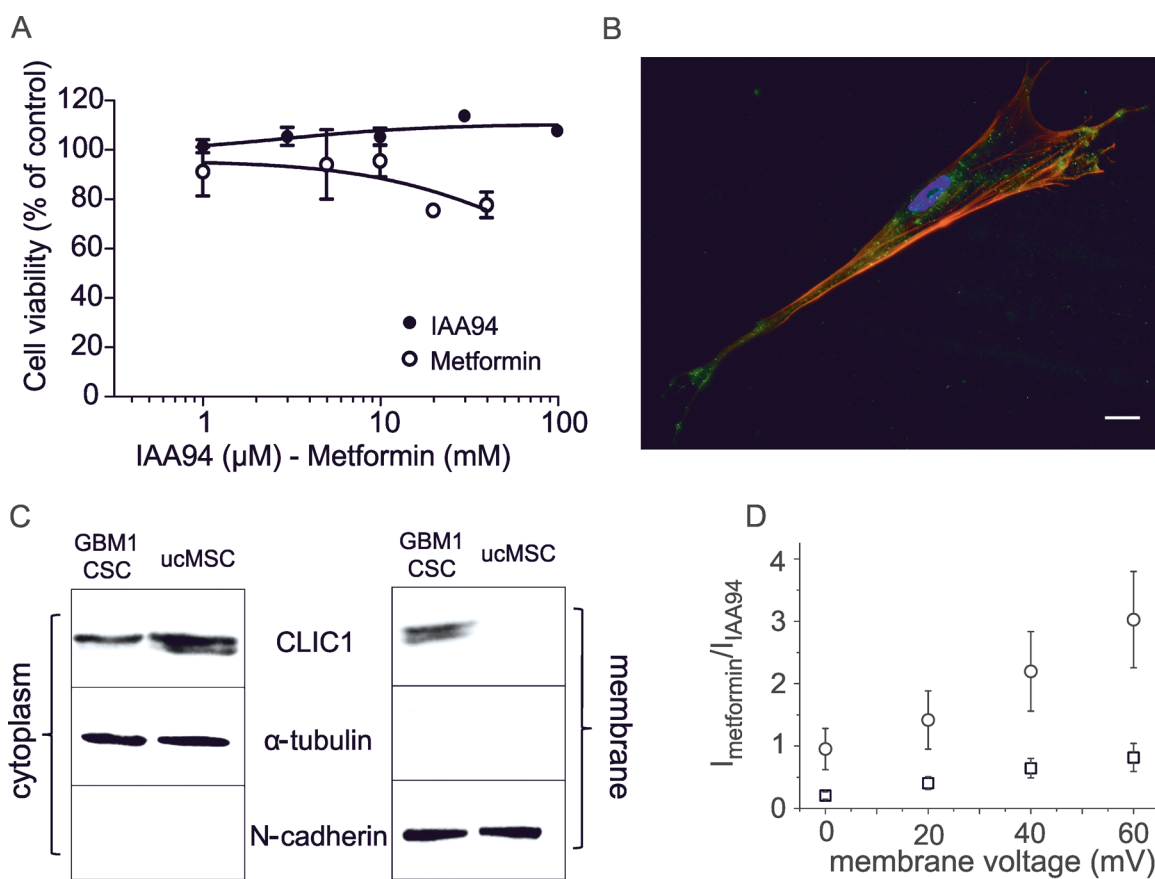 A
Cell viability (% of control)
120
100
80
60
40
20
0
IAA94
Metformin
1
10
100
IAA94 (µM) - Metformin (mM)
B
C
GBM1
CSC
ucMSC
GBM1
CSC
ucMSC
cytoplasm
CLIC1
α-tubulin
N-cadherin
membrane
D
Imetformin/IIAA94
4
3
2
1
0
0
20
40
60
membrane voltage (mV)